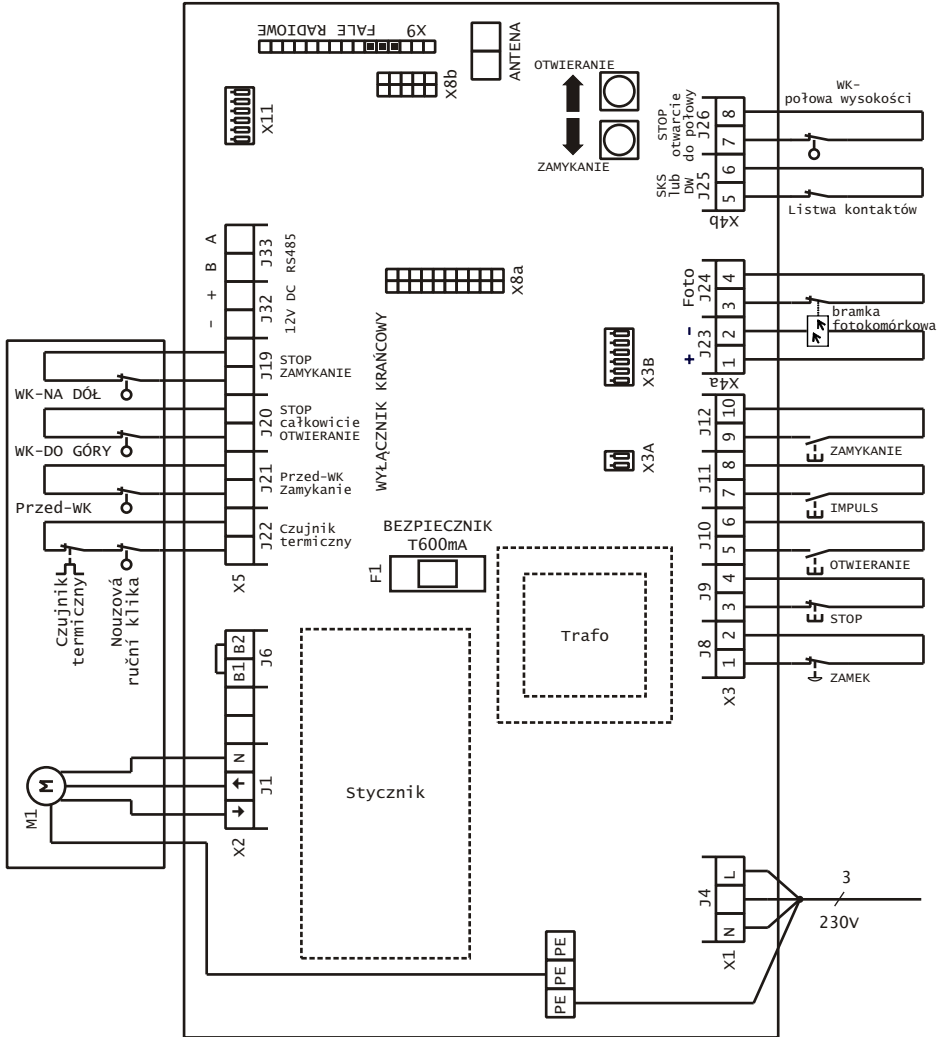 X9 FALE RADIOWE
ANTENA
X8b
X11
OTWIERANIE
ZAMYKANIE
WK-
połowa wysokości
STOP
otwarcie
do połowy
J26
8
7
SKS
lub
DW
J25
6
5
X4b
Listwa kontaktów
A
B
+
-
J33
RS485
J32
12V DC
X8a
Foto
J24
4
3
+ -
J23
2
1
X4a
bramka
fotokomórkowa
J19
STOP
ZAMYKANIE
WK-NA DÓŁ
J20
STOP
całkowicie
OTWIERANIE
WK-DO GÓRY
J21
Przed-WK
Zamykanie
Przed-WK
J22
Czujnik
termiczny
X5
Czujnik
termiczny
Nouzová
ruční klika
WYŁĄCZNIK KRAŃCOWY
X3B
X3A
BEZPIECZNIK
T600mA
F1
J12
10
9
ZAMYKANIE
J11
8
7
IMPULS
J10
6
5
OTWIERANIE
J9
4
3
STOP
J8
2
1
ZAMEK
X3
Trafo
Stycznik
B2
B1
J6
N
J1
X2
M
M1
J4
L
N
X1
3
230V
PE
PE
PE